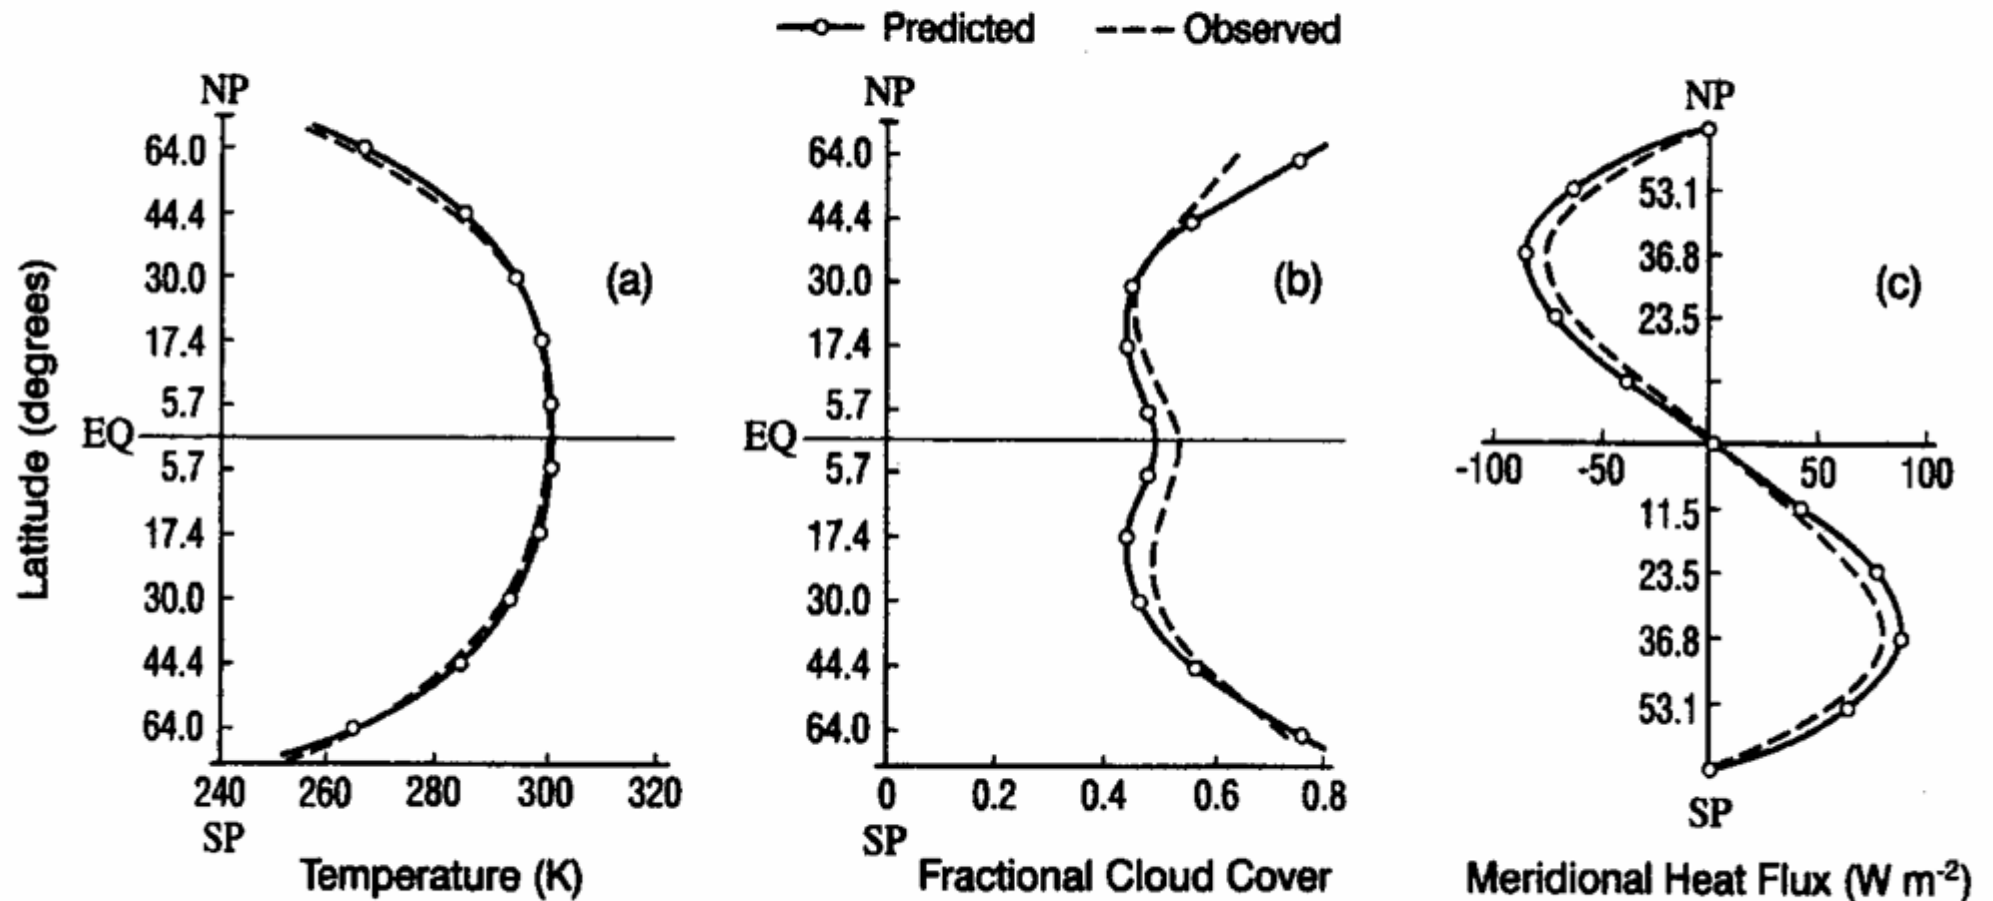 Predicted
Observed
Latitude (degrees)
NP
64.0
44.4
30.0
17.4
5.7
EQ
5.7
17.4
30.0
44.4
64.0
240 260 280 300 320
SP
Temperature (K)
(a)
NP
64.0
44.4
30.0
17.4
5.7
EQ
5.7
17.4
30.0
44.4
64.0
0 0.2 0.4 0.6 0.8
SP
Fractional Cloud Cover
(b)
NP
53.1
36.8
23.5
-100 -50 50 100
11.5
23.5
36.8
53.1
SP
Meridional Heat Flux (W m⁻²)
(c)